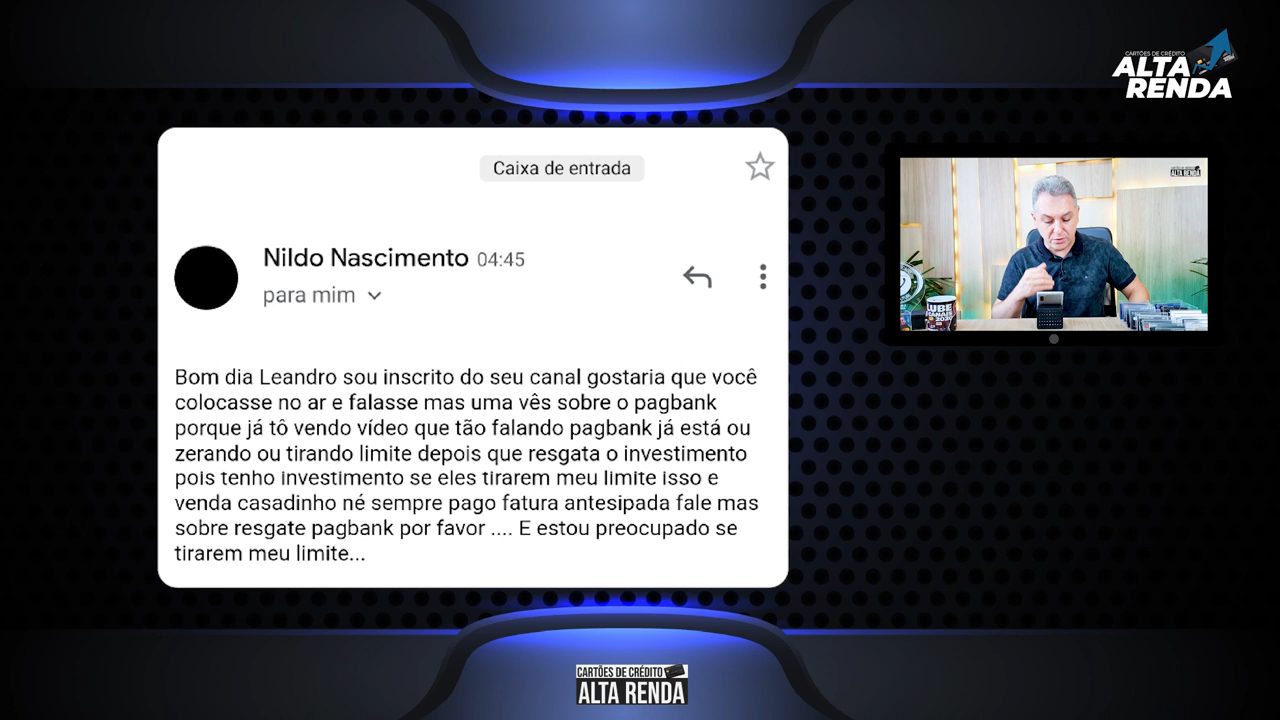 CARTÕES DE CRÉDITO
ALTA
RENDA
Caixa de entrada
Nildo Nascimento 04:45
para mim
Bom dia Leandro sou inscrito do seu canal gostaria que você
colocasse no ar e falasse mas uma vês sobre o pagbank
porque já tô vendo vídeo que tão falando pagbank já está ou
zerando ou tirando limite depois que resgata o investimento
pois tenho investimento se eles tirarem meu limite isso e
venda casadinho né sempre pago fatura antesipada fale mas
sobre resgate pagbank por favor .... E estou preocupado se
tirarem meu limite...
ALTA RENDA
CARTÕES DE CRÉDITO
ALTA RENDA